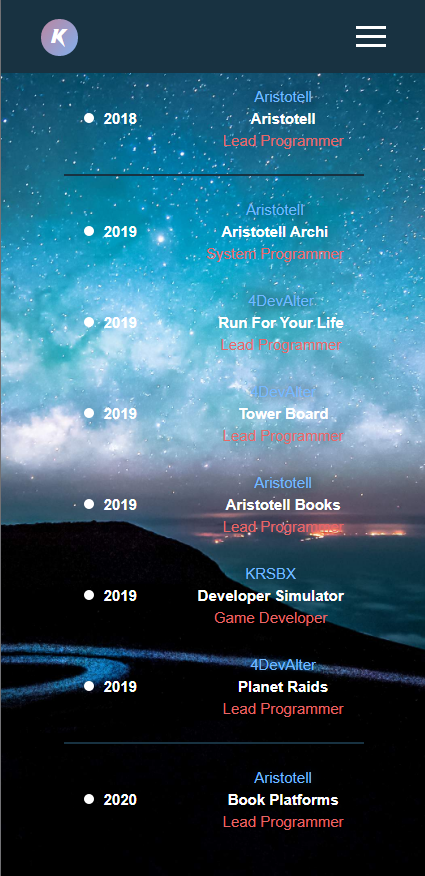 K
Aristotell
2018 Aristotell
Lead Programmer
Aristotell
2019 Aristotell Archi
System Programmer
4DevAlter
2019 Run For Your Life
Lead Programmer
4DevAlter
2019 Tower Board
Lead Programmer
Aristotell
2019 Aristotell Books
Lead Programmer
KRSBX
2019 Developer Simulator
Game Developer
4DevAlter
2019 Planet Raids
Lead Programmer
Aristotell
2020 Book Platforms
Lead Programmer